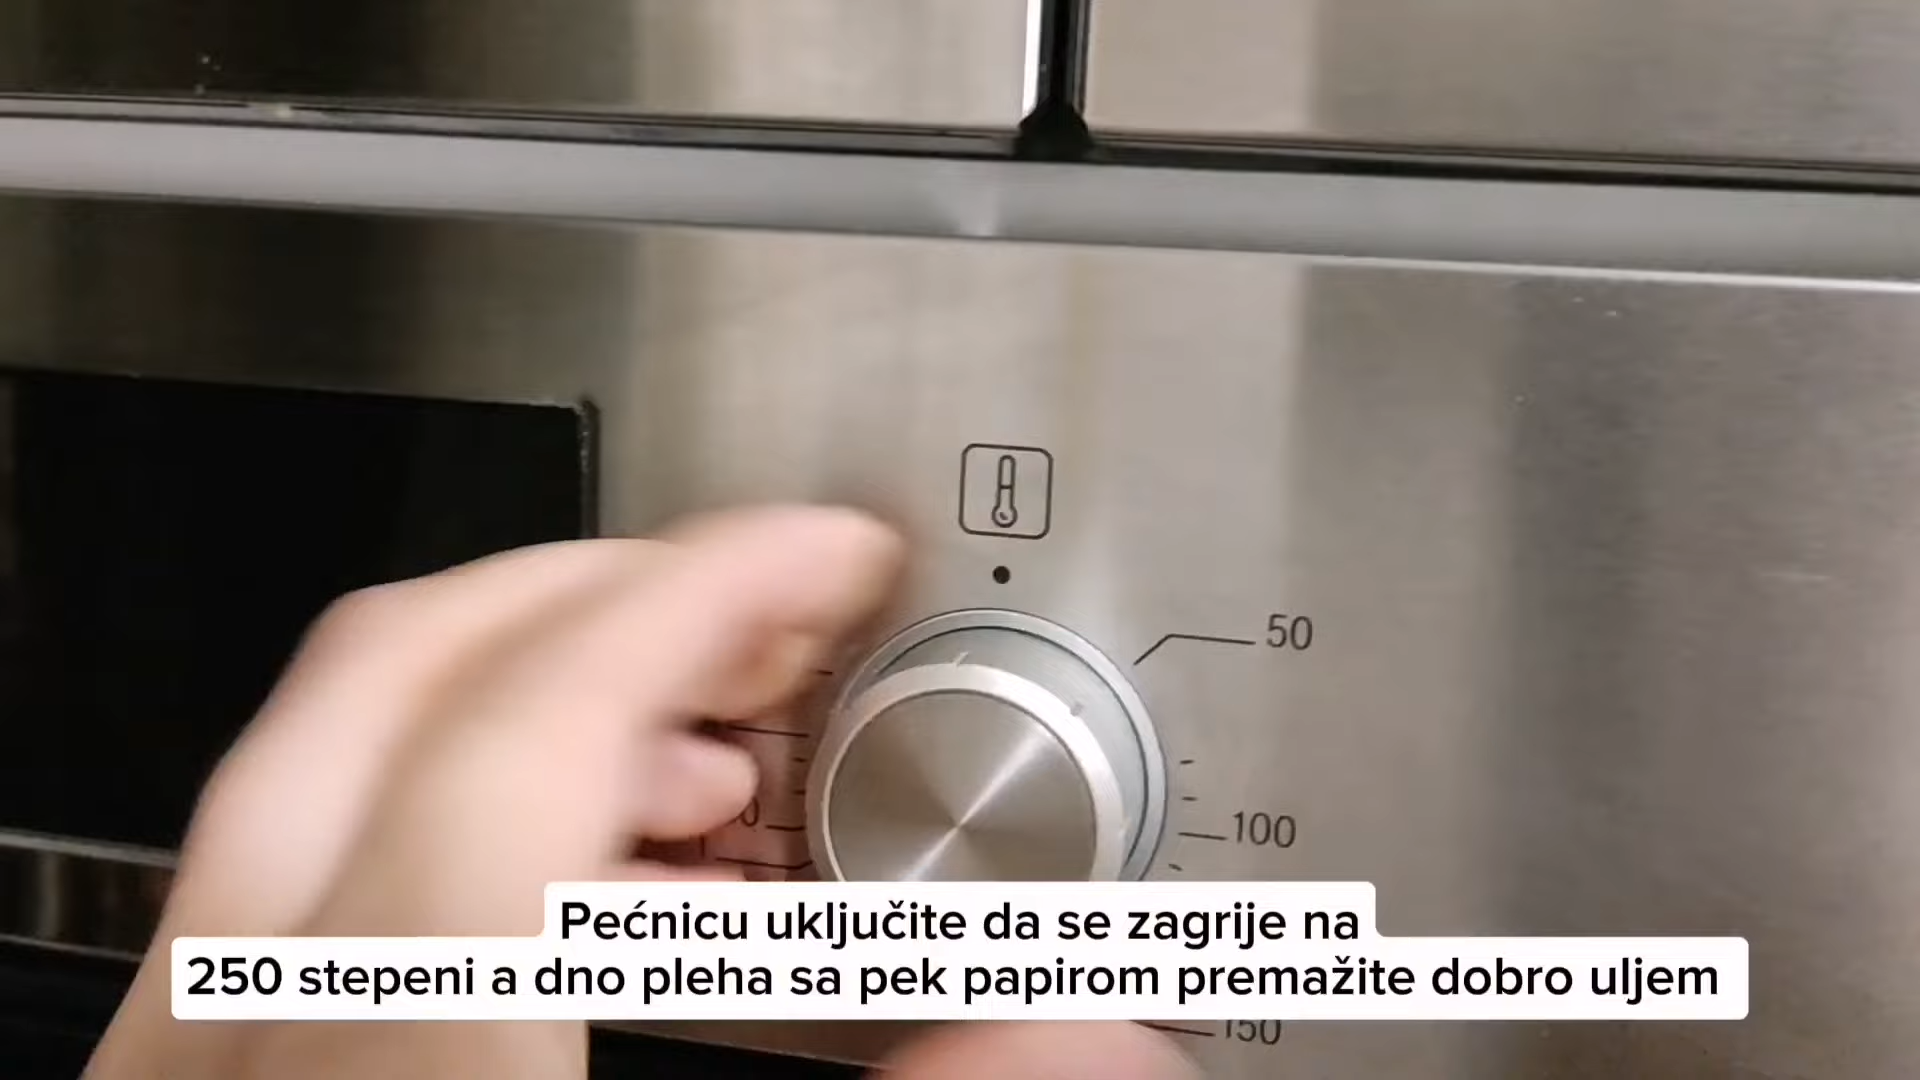 50
100
Pećnicu uključite da se zagrije na
250 stepeni a dno pleha sa pek papirom premažite dobro uljem
150